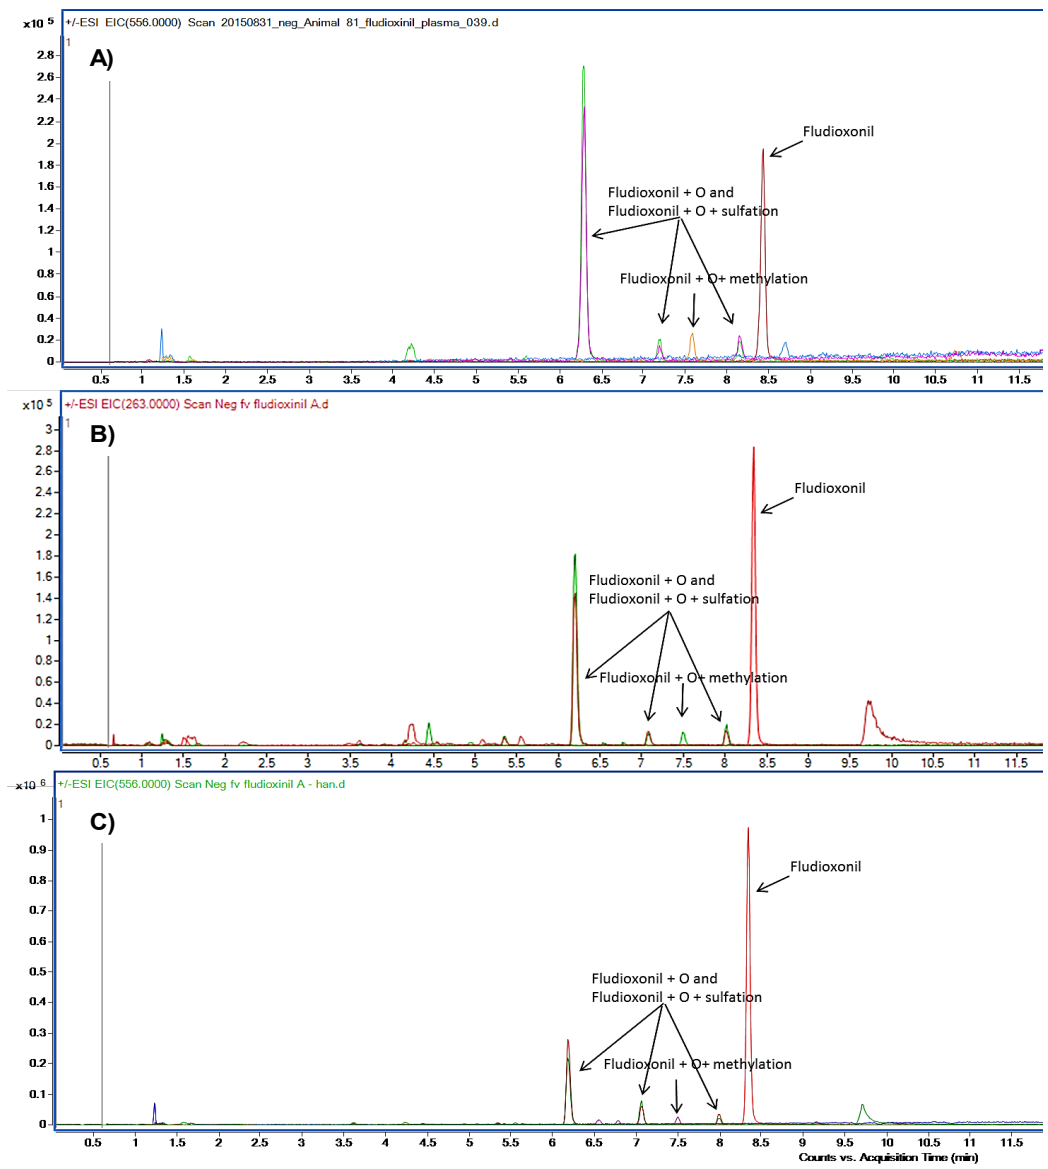 x10 5 +/-ESI EIC(556.0000) Scan 20150831_neg_Animal 81_fludioxinil_plasma_039.d
1
A)
2.8
2.6
2.4
2.2
2
1.8
1.6
1.4
1.2
1
0.8
0.6
0.4
0.2
0
Fludioxonil
Fludioxonil + O and
Fludioxonil + O + sulfation
Fludioxonil + O+ methylation
0.5 1 1.5 2 2.5 3 3.5 4 4.5 5 5.5 6 6.5 7 7.5 8 8.5 9 9.5 10 10.5 11 11.5
x10 5 +/-ESI EIC(263.0000) Scan Neg fv fludioxinil A.d
1
B)
3
2.8
2.6
2.4
2.2
2
1.8
1.6
1.4
1.2
1
0.8
0.6
0.4
0.2
0
Fludioxonil
Fludioxonil + O and
Fludioxonil + O + sulfation
Fludioxonil + O+ methylation
0.5 1 1.5 2 2.5 3 3.5 4 4.5 5 5.5 6 6.5 7 7.5 8 8.5 9 9.5 10 10.5 11 11.5
x10 6 +/-ESI EIC(556.0000) Scan Neg fv fludioxinil A - han.d
1
C)
1
0.9
0.8
0.7
0.6
0.5
0.4
0.3
0.2
0.1
0
Fludioxonil
Fludioxonil + O and
Fludioxonil + O + sulfation
Fludioxonil + O+ methylation
0.5 1 1.5 2 2.5 3 3.5 4 4.5 5 5.5 6 6.5 7 7.5 8 8.5 9 9.5 10 10.5 11 11.5
Counts vs. Acquisition Time (min)